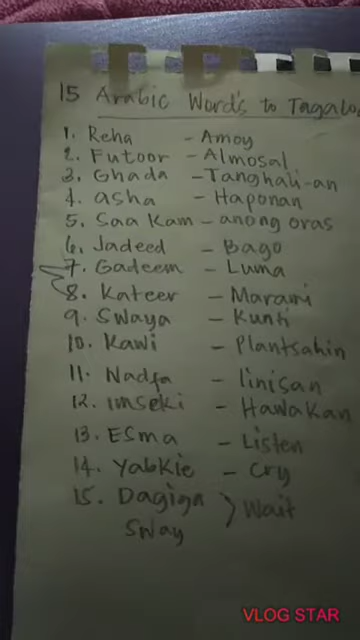 15 Arabic Word's to Tagalog
1. Reha - Amoy
2. Futoor - Almosal
3. Ghada - Tanghali-an
4. asha - Haponan
5. Saa kam - anong oras
6. Jadeed - Bago
7. Gadeem - Luma
8. Kateer - Marami
9. Swaya - Kunti
10. Kawi - Plantsahin
11. Nadfa - linisan
12. imseki - Hawakan
13. ESma - Listen
14. Yabkie - Cry
15. Dagiga } Wait
Sway
VLOG STAR